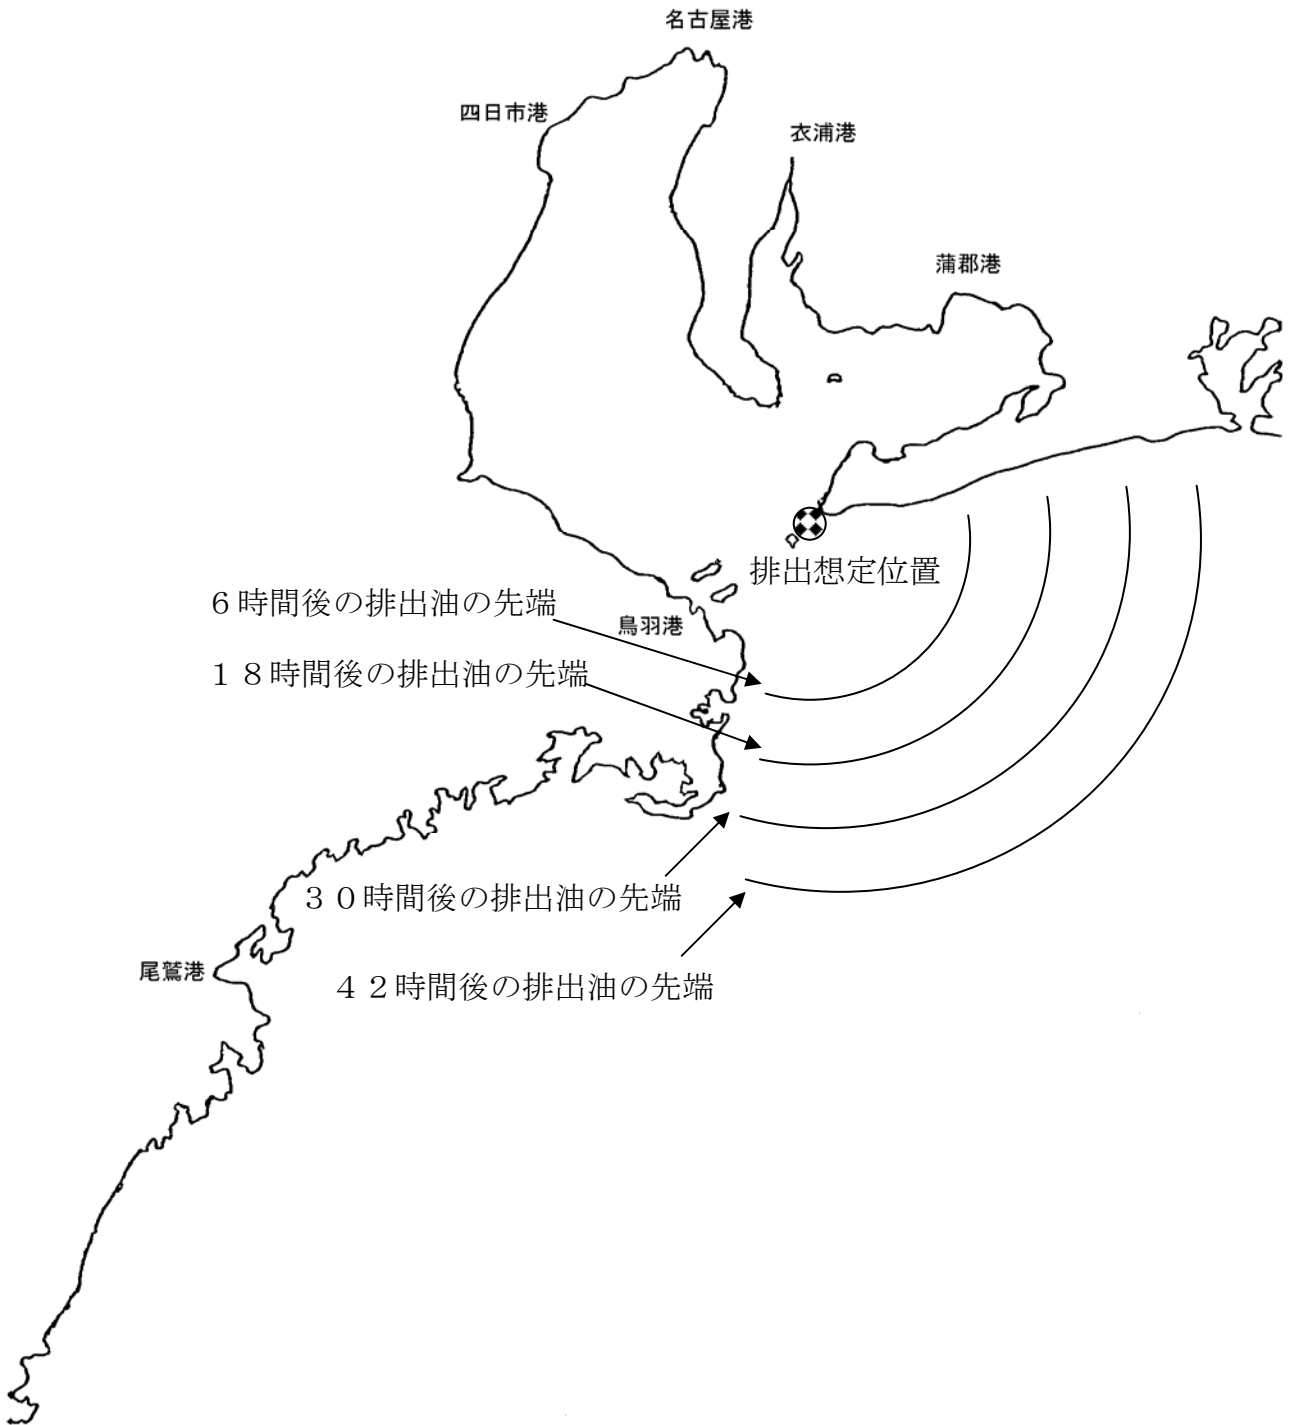 名古屋港
四日市港
衣浦港
蒲郡港
排出想定位置
６時間後の排出油の先端
鳥羽港
１８時間後の排出油の先端
３０時間後の排出油の先端
尾鷲港
４２時間後の排出油の先端